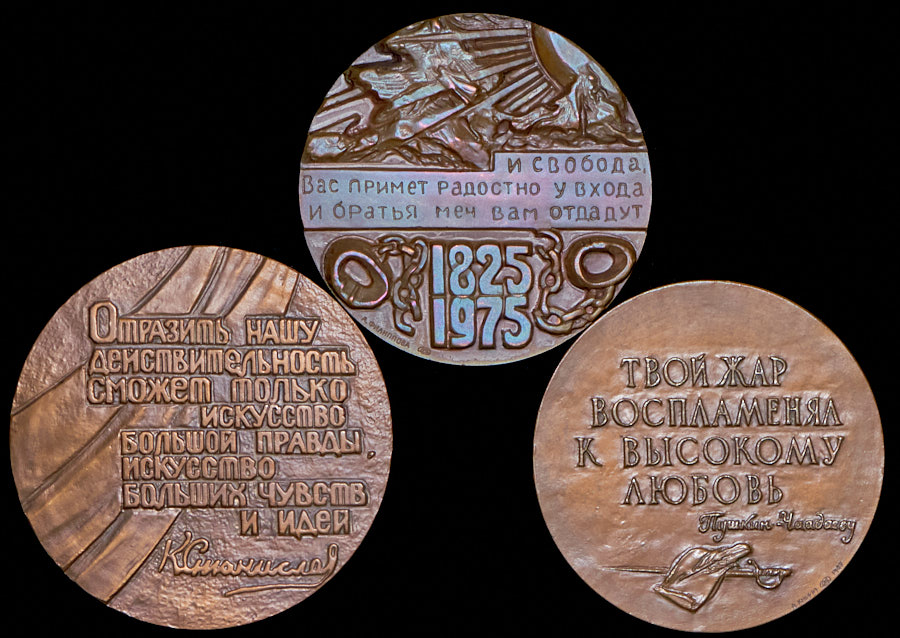 И СВОБОДА,
Вас примет радостно у входа
и братья меч вам отдадут
1825
1975
А. ФИЛИППОВА
Отразить нашу
действительность
сможет только
искусство
большой правды,
искусство
больших чувств
и идей
ТВОЙ ЖАР
ВОСПЛАМЕНЯЛ
К ВЫСОКОМУ
ЛЮБОВЬ
Пушкин-Чаадаеву